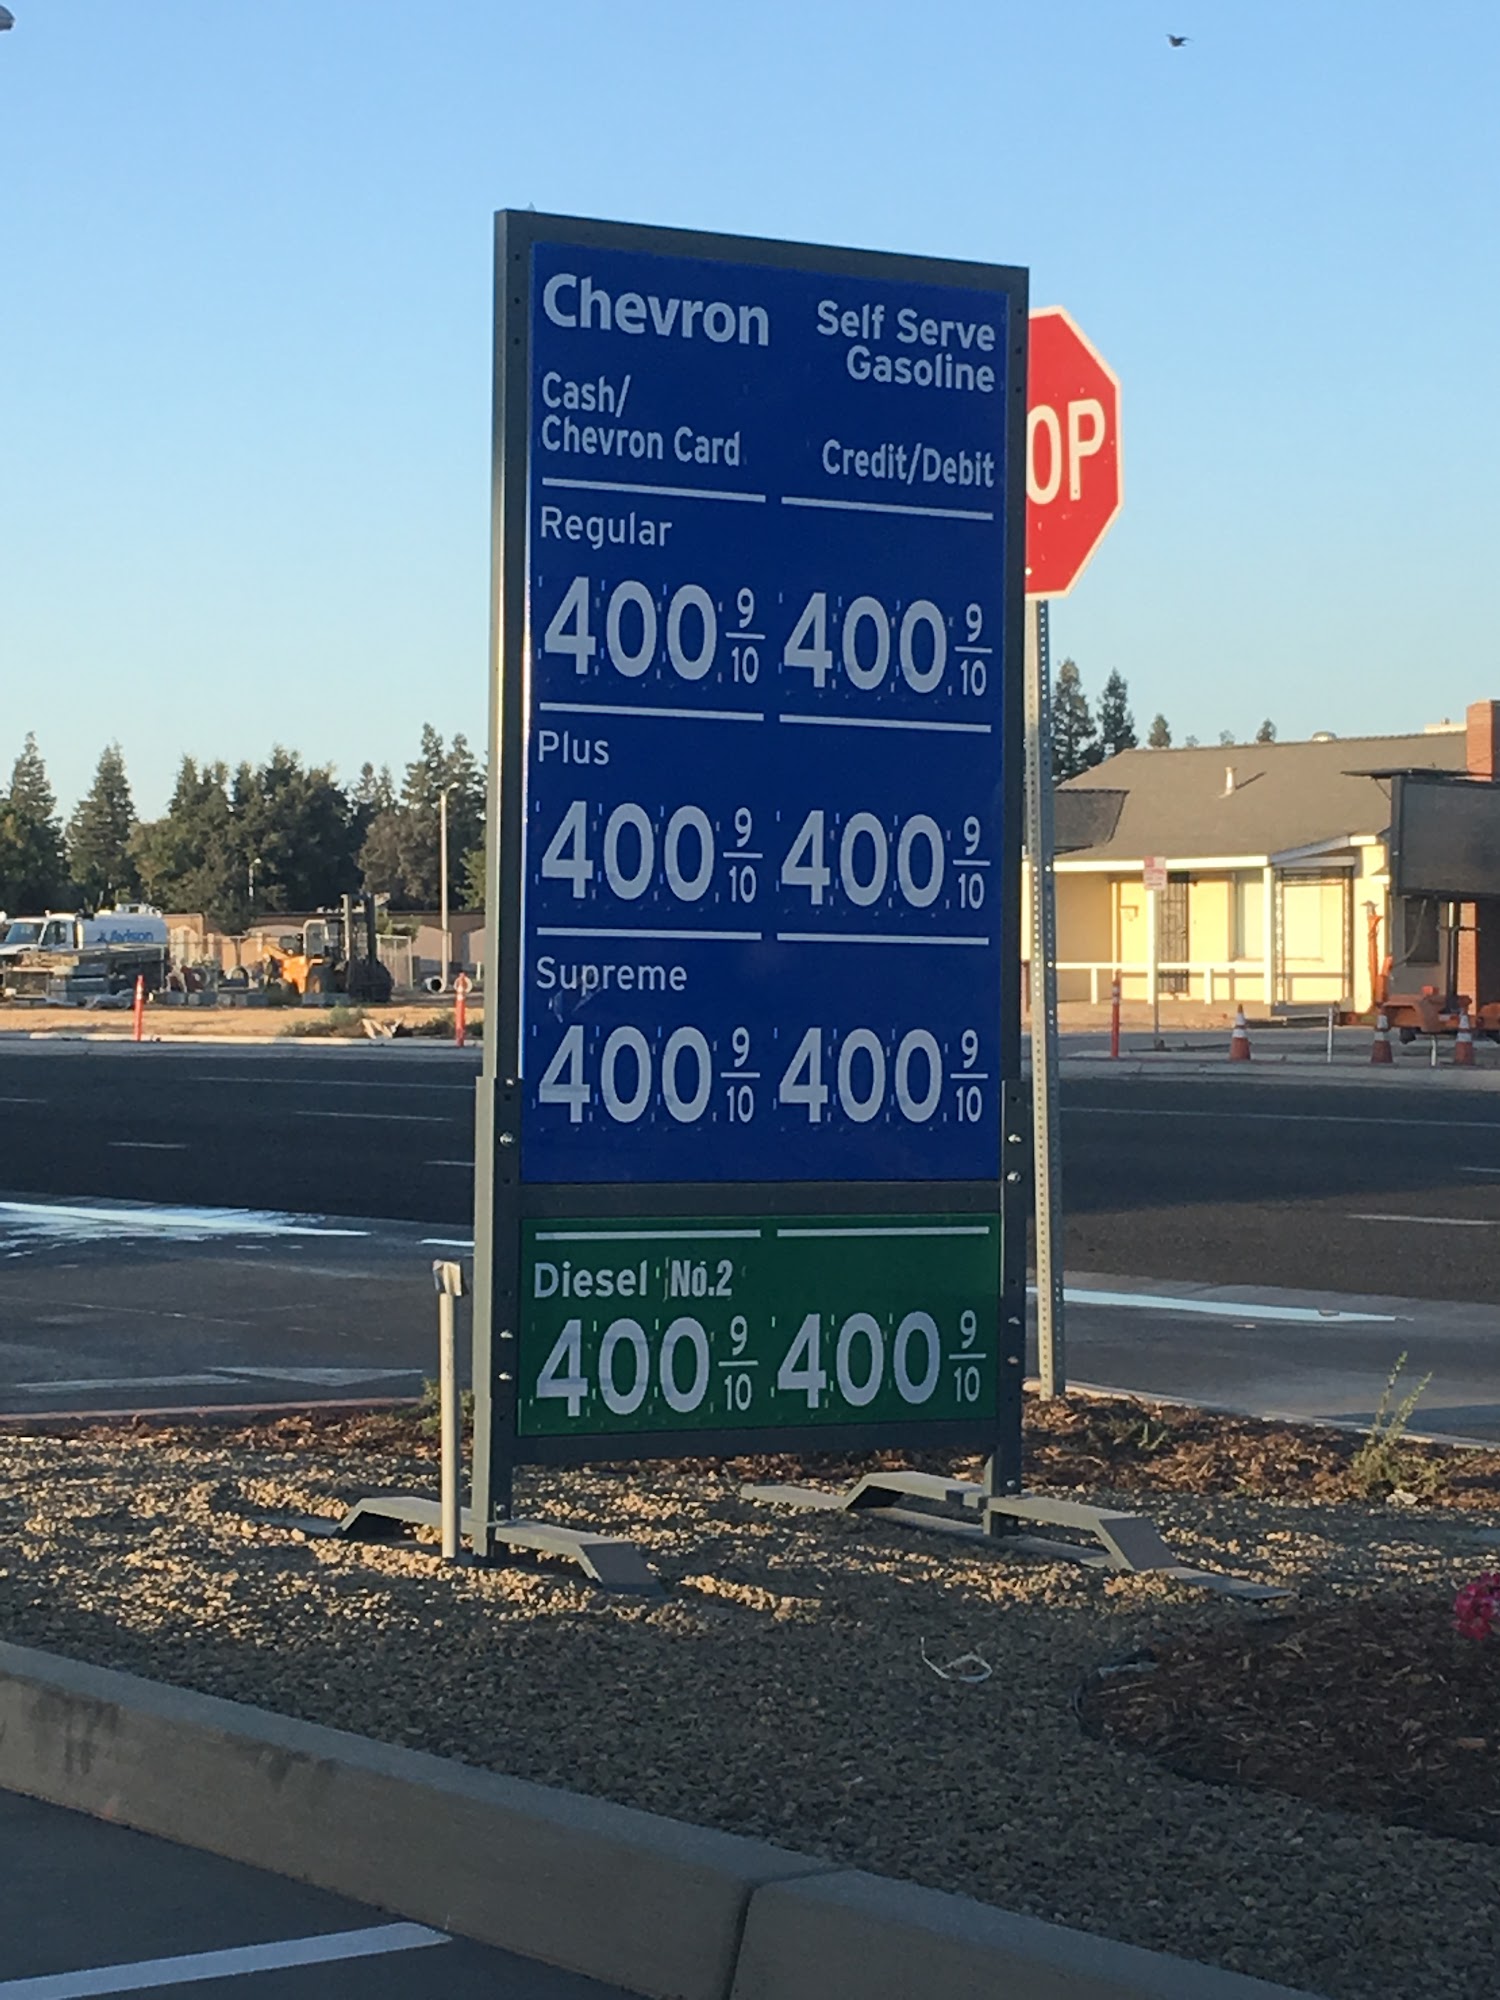 Chevron
Self Serve
Gasoline
Cash/
Chevron Card
Credit/Debit
Regular
400 9/10 400 9/10
Plus
400 9/10 400 9/10
Supreme
400 9/10 400 9/10
Diesel No.2
400 9/10 400 9/10
OP